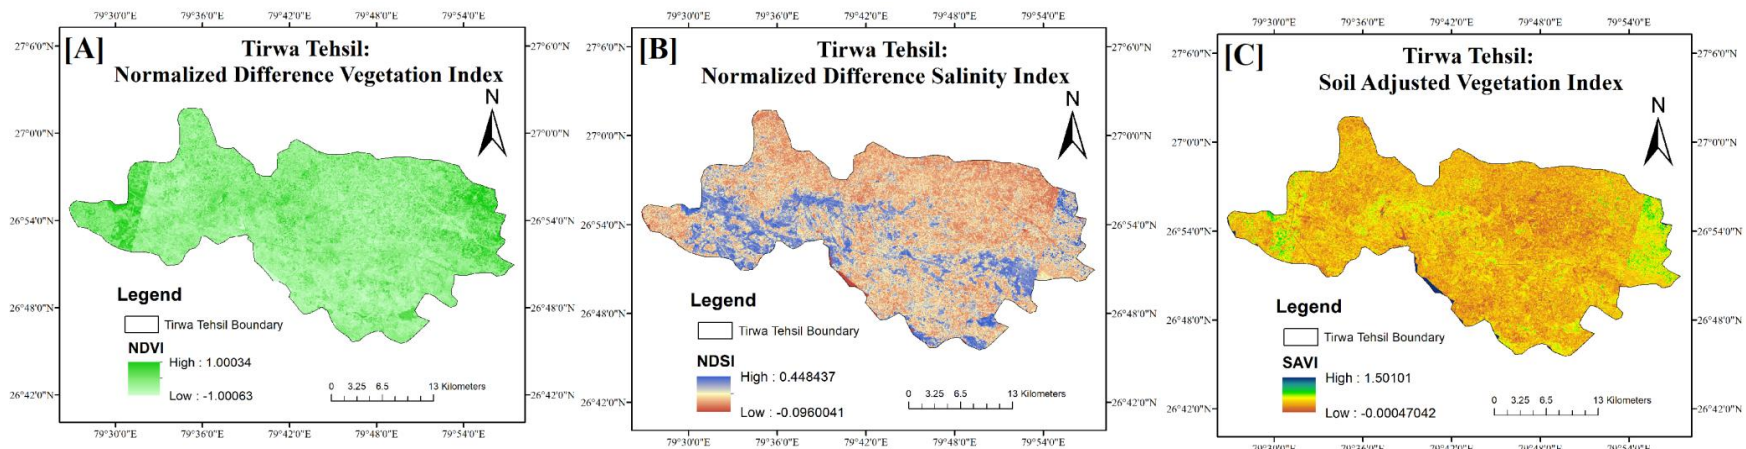 79°30'0"E 79°36'0"E 79°42'0"E 79°48'0"E 79°54'0"E
[A]
Tirwa Tehsil:
Normalized Difference Vegetation Index
N
27°6'0"N
27°0'0"N
26°54'0"N
26°48'0"N
26°42'0"N
27°6'0"N
27°0'0"N
26°54'0"N
26°48'0"N
26°42'0"N
Legend
Tirwa Tehsil Boundary
NDVI
High : 1.00034
Low : -1.00063
0 3.25 6.5 13 Kilometers
79°30'0"E 79°36'0"E 79°42'0"E 79°48'0"E 79°54'0"E
79°30'0"E 79°36'0"E 79°42'0"E 79°48'0"E 79°54'0"E
[B]
Tirwa Tehsil:
Normalized Difference Salinity Index
N
27°6'0"N
27°0'0"N
26°54'0"N
26°48'0"N
26°42'0"N
Legend
Tirwa Tehsil Boundary
NDSI
High : 0.448437
Low : -0.0960041
0 3.25 6.5 13 Kilometers
79°30'0"E 79°36'0"E 79°42'0"E 79°48'0"E 79°54'0"E
79°30'0"E 79°36'0"E 79°42'0"E 79°48'0"E 79°54'0"E
[C]
Tirwa Tehsil:
Soil Adjusted Vegetation Index
N
27°6'0"N
27°0'0"N
26°54'0"N
26°48'0"N
26°42'0"N
27°6'0"N
27°0'0"N
26°54'0"N
26°48'0"N
26°42'0"N
Legend
Tirwa Tehsil Boundary
SAVI
High : 1.50101
Low : -0.00047042
0 3.25 6.5 13 Kilometers
79°30'0"E 79°36'0"E 79°42'0"E 79°48'0"E 79°54'0"E